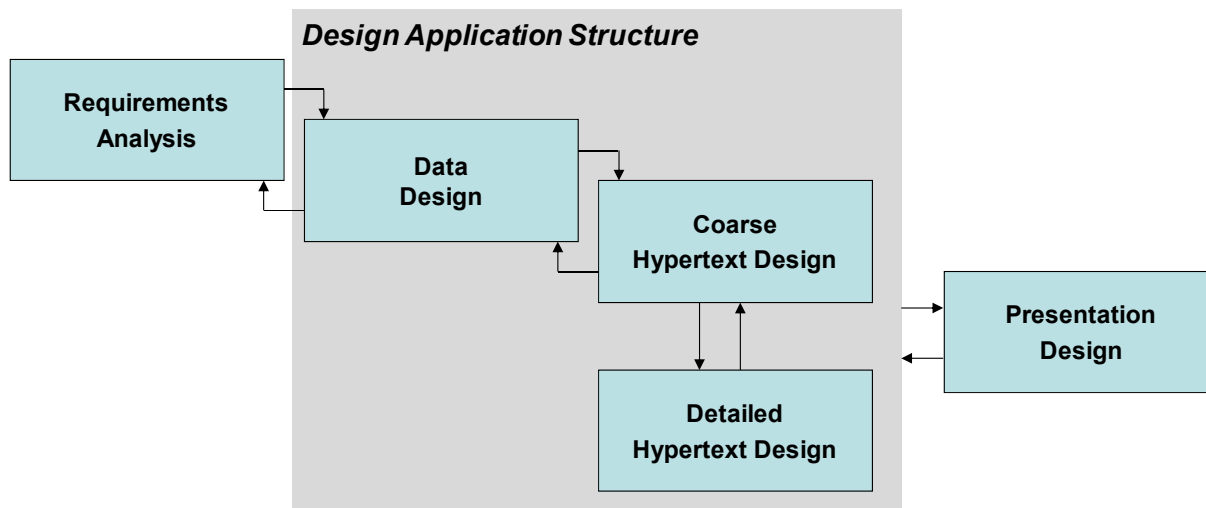 Design Application Structure
Requirements
Analysis
Data
Design
Coarse
Hypertext Design
Presentation
Design
Detailed
Hypertext Design